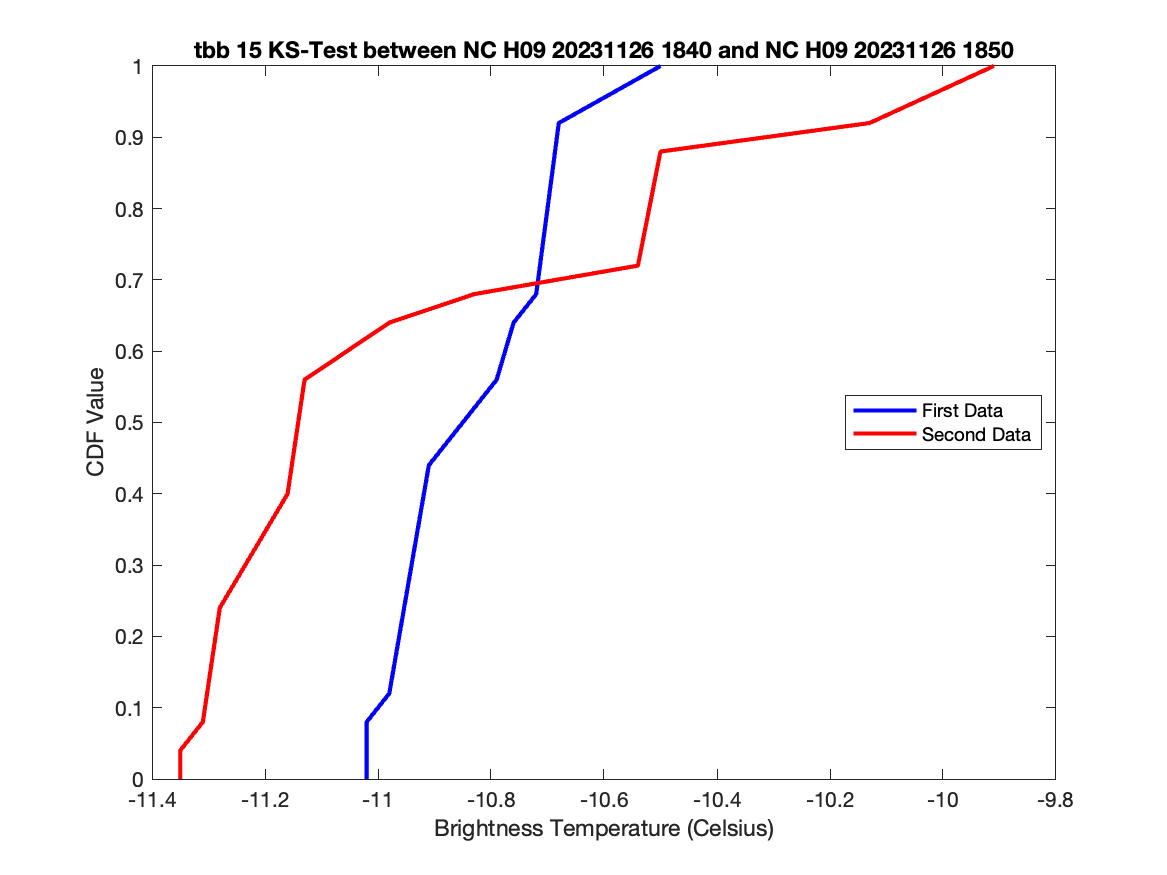 tbb 15 KS-Test between NC H09 20231126 1840 and NC H09 20231126 1850
1
0.9
0.8
0.7
0.6
0.5
0.4
0.3
0.2
0.1
0
CDF Value
First Data
Second Data
-11.4 -11.2 -11 -10.8 -10.6 -10.4 -10.2 -10 -9.8
Brightness Temperature (Celsius)